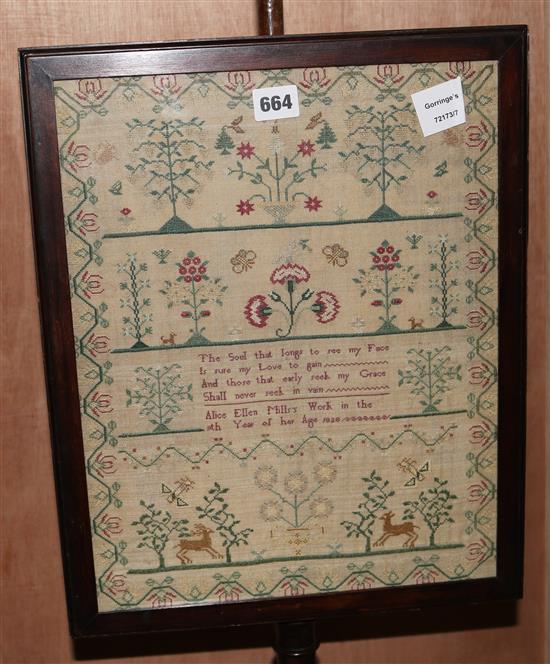 664
Gorringe's
72173/7
The Soul that longs to see my Face
Is sure my Love to gain
And those that early seek my Grace
Shall never seek in vain
Alice Ellen Mills's Work in the
Year of her Age